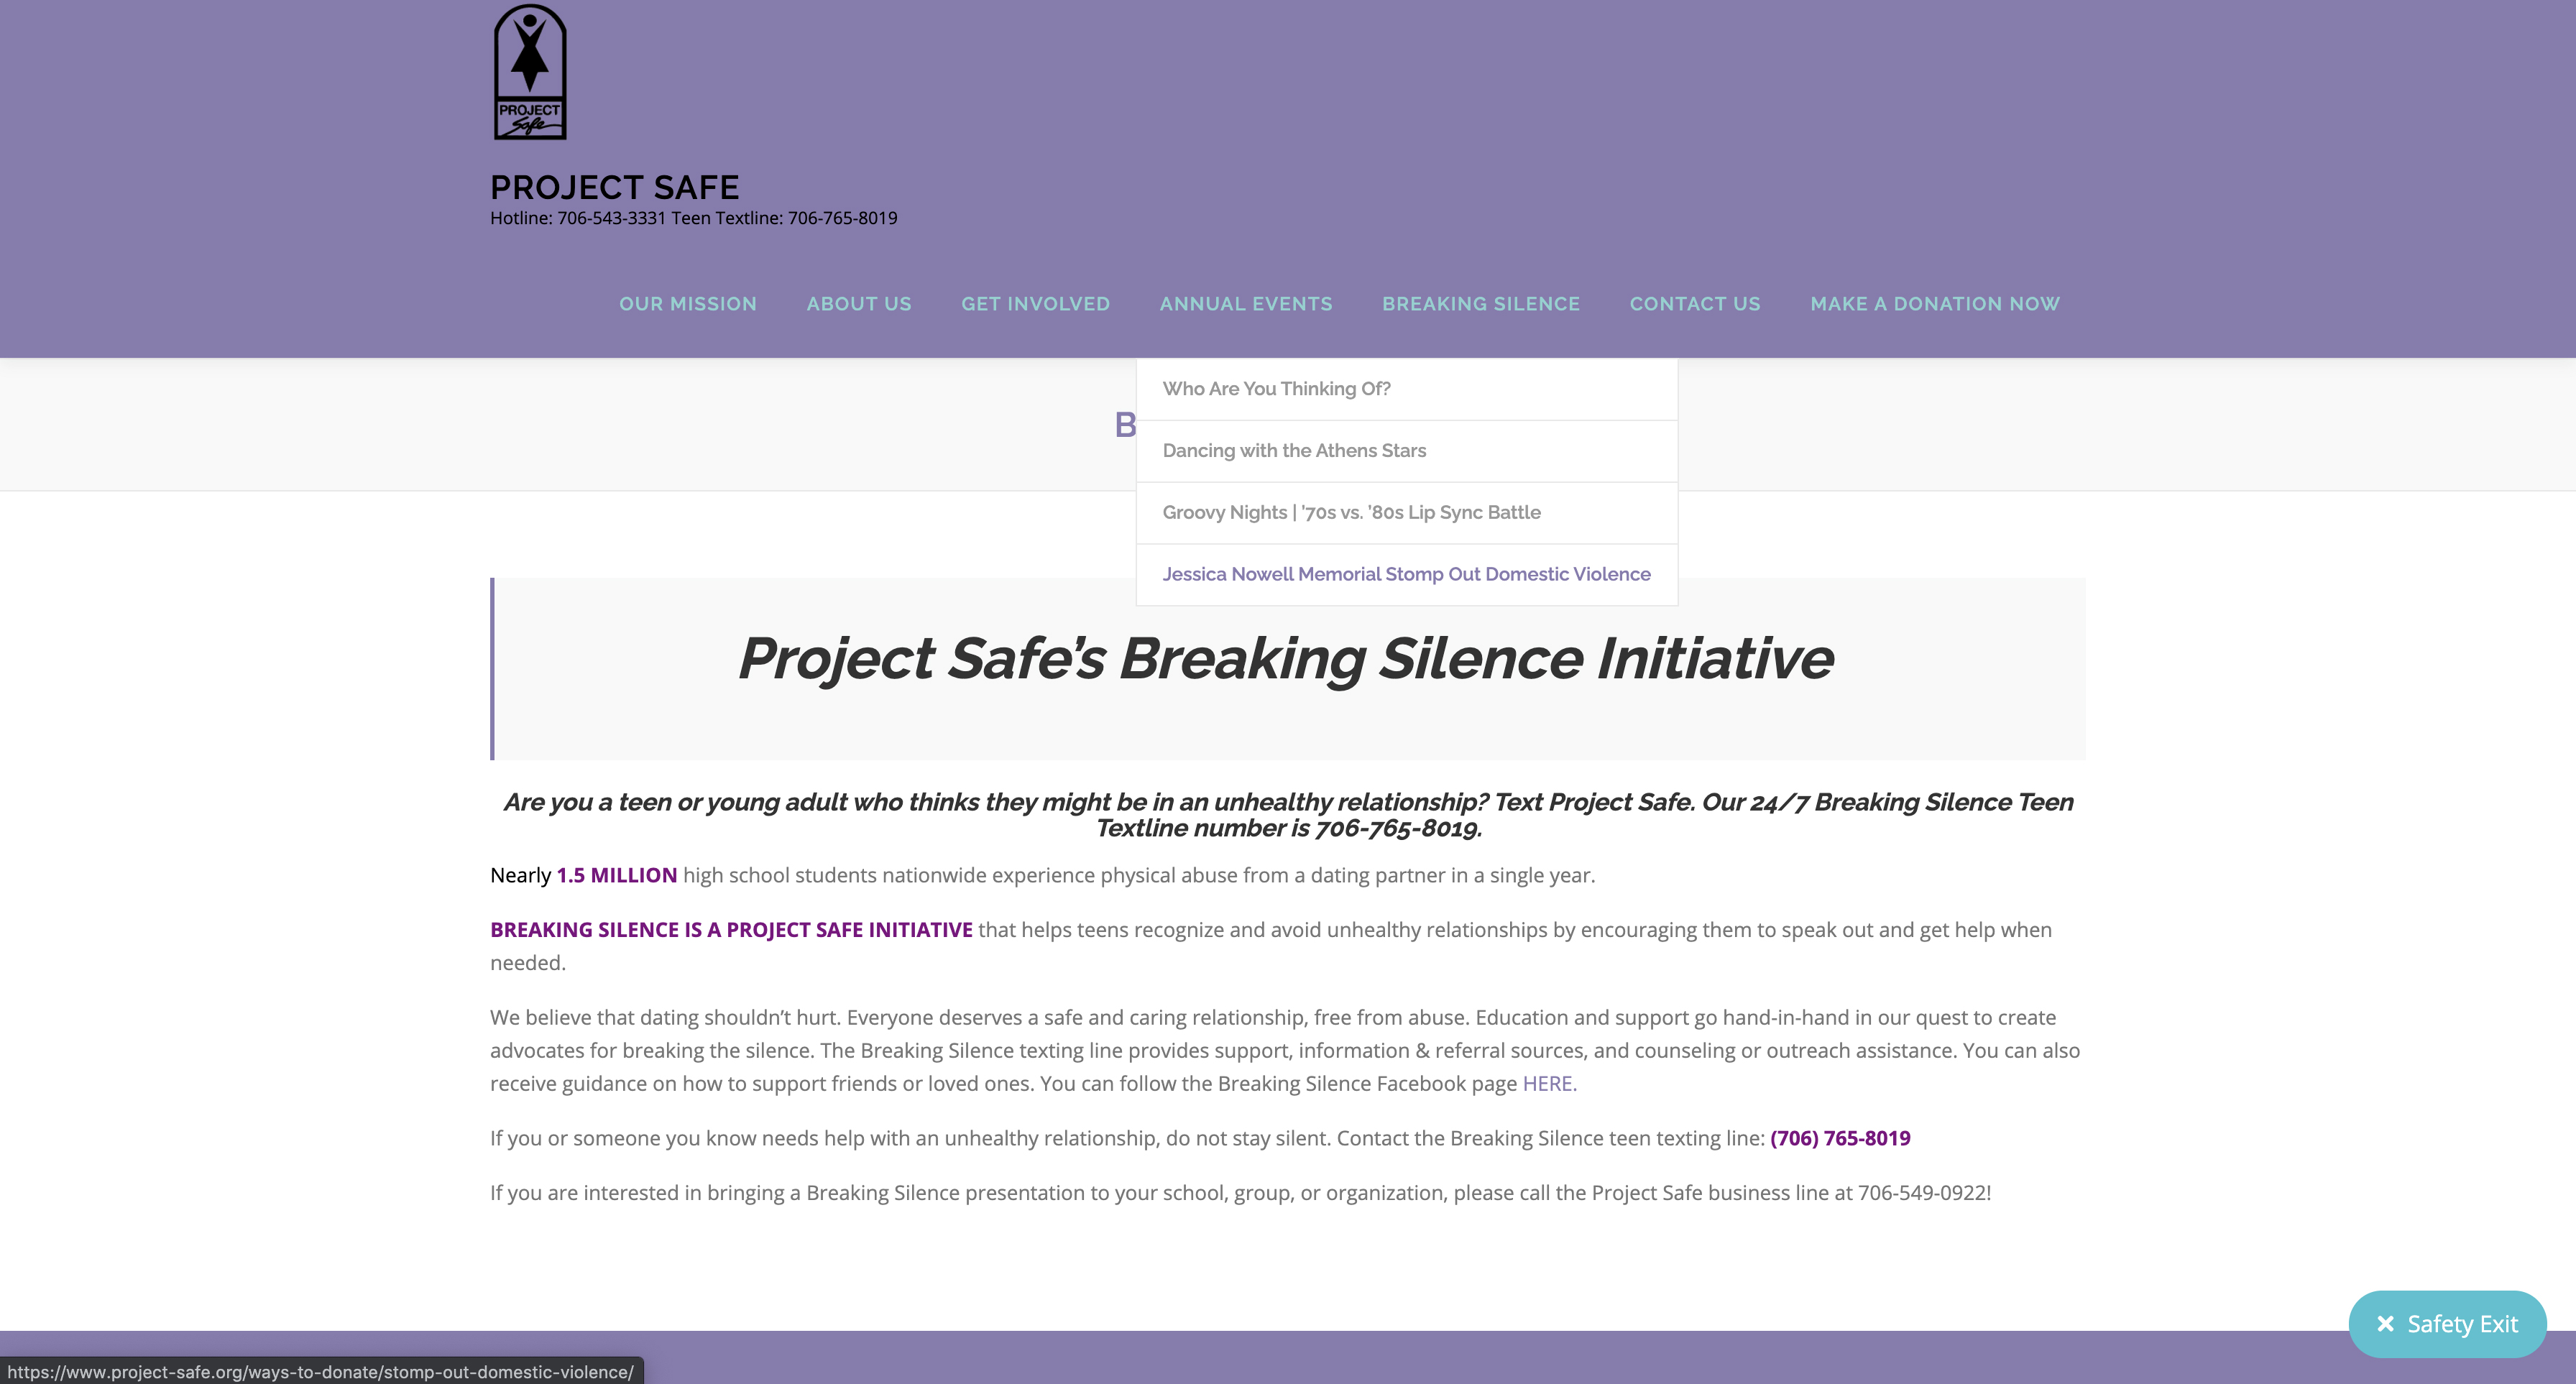 PROJECT
Safe
PROJECT SAFE
Hotline: 706-543-3331 Teen Textline: 706-765-8019
OUR MISSION ABOUT US GET INVOLVED ANNUAL EVENTS BREAKING SILENCE CONTACT US MAKE A DONATION NOW
Who Are You Thinking Of?
B
Dancing with the Athens Stars
Groovy Nights | ’70s vs. ’80s Lip Sync Battle
Jessica Nowell Memorial Stomp Out Domestic Violence
Project Safe’s Breaking Silence Initiative
Are you a teen or young adult who thinks they might be in an unhealthy relationship? Text Project Safe. Our 24/7 Breaking Silence Teen
Textline number is 706-765-8019.
Nearly 1.5 MILLION high school students nationwide experience physical abuse from a dating partner in a single year.
BREAKING SILENCE IS A PROJECT SAFE INITIATIVE that helps teens recognize and avoid unhealthy relationships by encouraging them to speak out and get help when
needed.
We believe that dating shouldn’t hurt. Everyone deserves a safe and caring relationship, free from abuse. Education and support go hand-in-hand in our quest to create
advocates for breaking the silence. The Breaking Silence texting line provides support, information & referral sources, and counseling or outreach assistance. You can also
receive guidance on how to support friends or loved ones. You can follow the Breaking Silence Facebook page HERE.
If you or someone you know needs help with an unhealthy relationship, do not stay silent. Contact the Breaking Silence teen texting line: (706) 765-8019
If you are interested in bringing a Breaking Silence presentation to your school, group, or organization, please call the Project Safe business line at 706-549-0922!
Safety Exit
https://www.project-safe.org/ways-to-donate/stomp-out-domestic-violence/